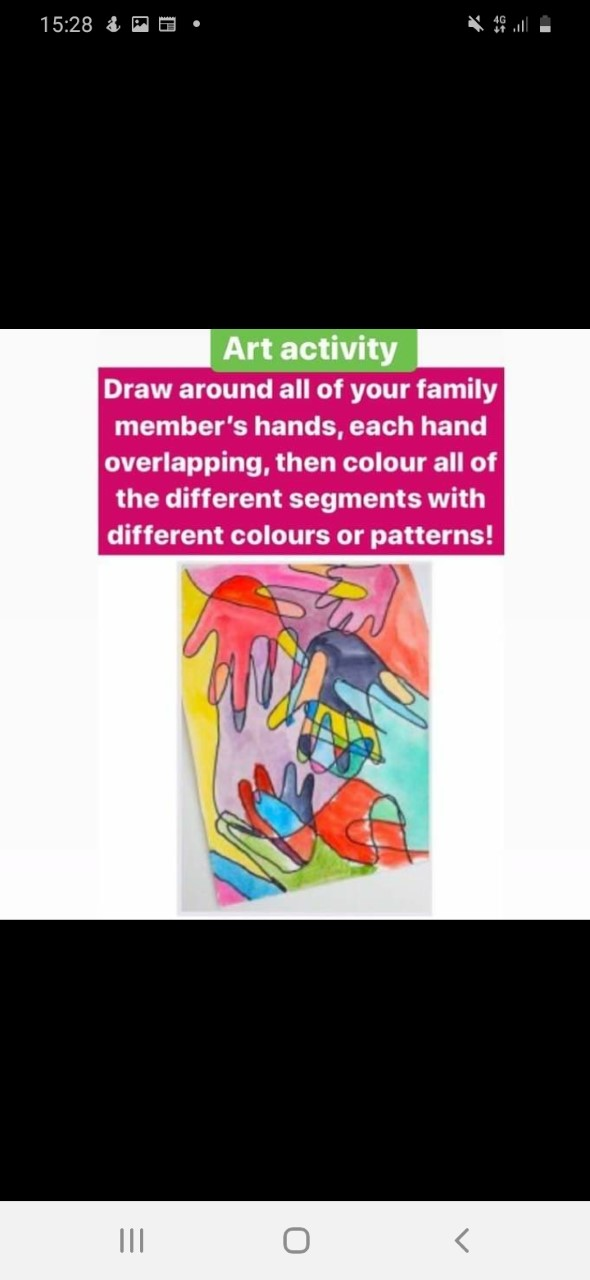 15:28
4G
Art activity
Draw around all of your family
member's hands, each hand
overlapping, then colour all of
the different segments with
different colours or patterns!